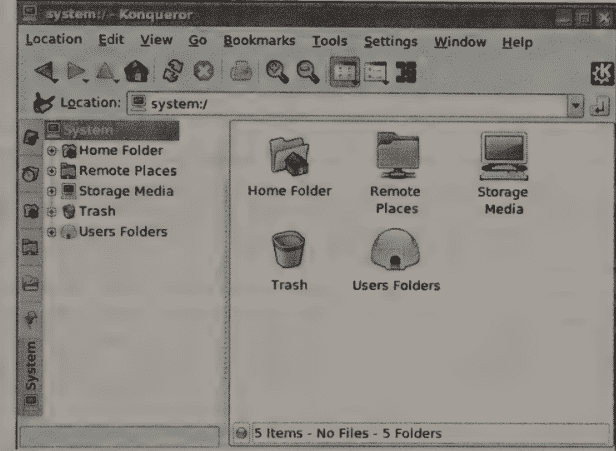 system:/ - Konqueror
Location Edit View Go Bookmarks Tools Settings Window Help
Location: system:/
System
Home Folder
Remote Places
Storage Media
Trash
Users Folders
System
Home Folder
Remote Places
Storage Media
Trash
Users Folders
5 Items - No Files - 5 Folders